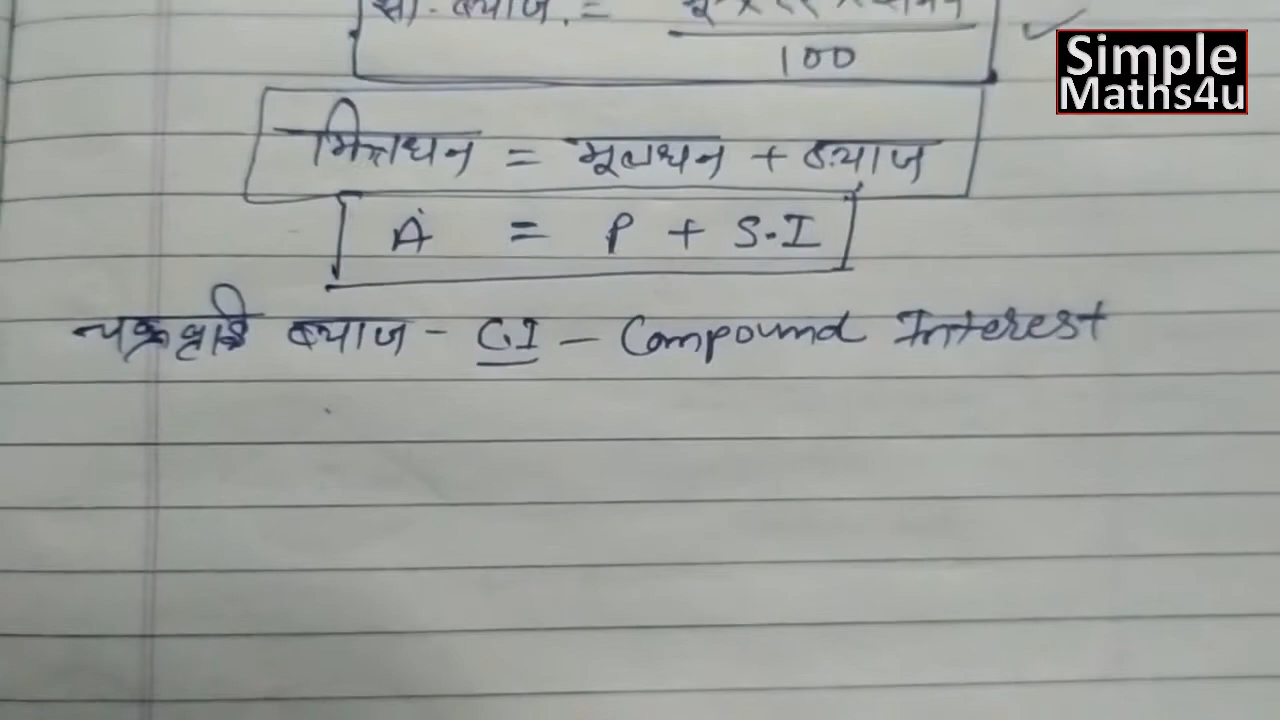 सा. ब्याज. =
100
Simple
Maths4u
मिश्रधन = मूलधन + ब्याज
A = P + S.I
चक्रवृद्धि ब्याज - C.I - Compound Interest